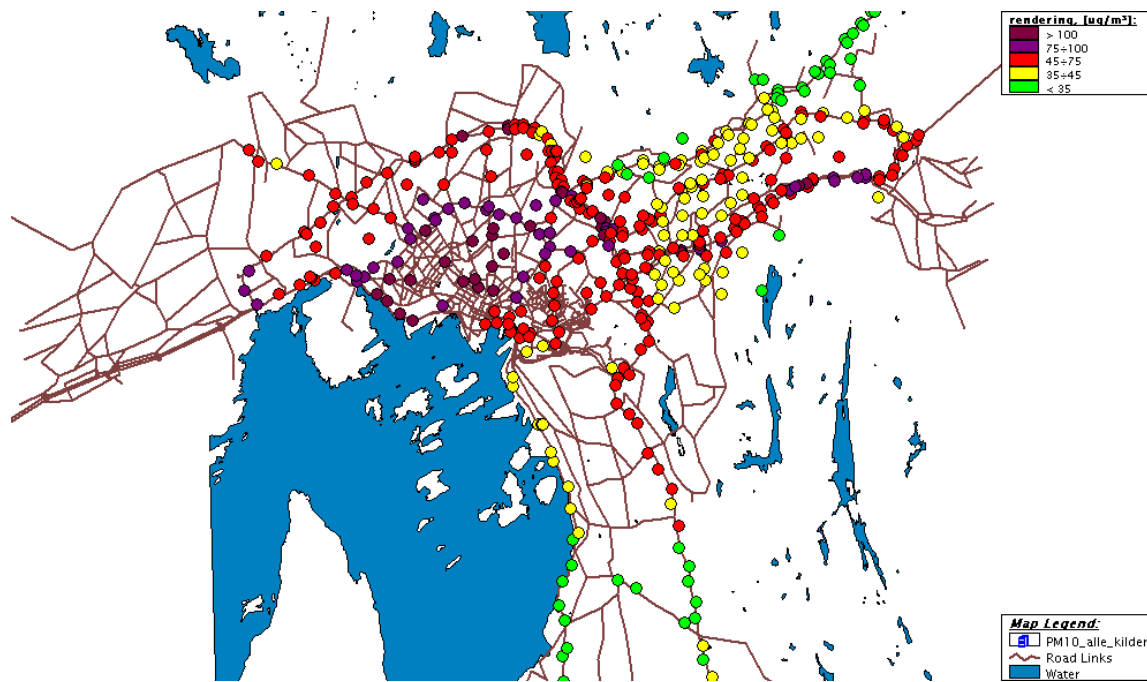 rendering, [ug/m³]:
> 100
75÷100
45÷75
35÷45
< 35
Map Legend:
PM10_alle_kilder
Road Links
Water